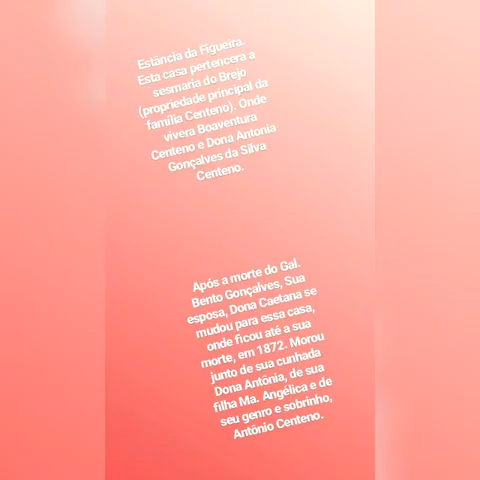 Estância da Figueira.
Esta casa pertencera a
sesmaria do Brejo
(propriedade principal da
família Centeno). Onde
vivera Boaventura
Centeno e Dona Antonia
Gonçalves da Silva
Centeno.
Após a morte do Gal.
Bento Gonçalves, Sua
esposa, Dona Caetana se
mudou para essa casa,
onde ficou até a sua
morte, em 1872. Morou
junto de sua cunhada
Dona Antônia, de sua
filha Ma. Angélica e de
seu genro e sobrinho,
Antônio Centeno.